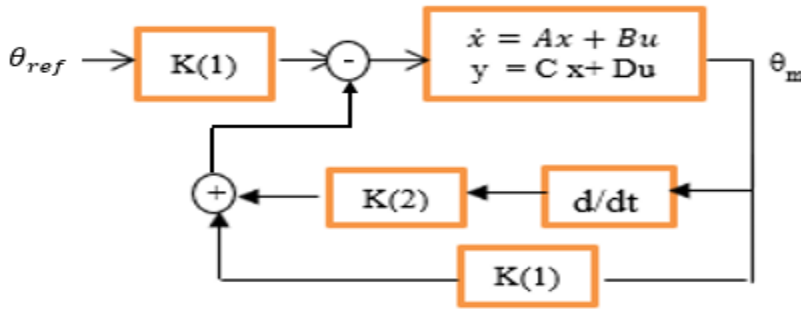 θref
K(1)
-
ẋ = Ax + Bu
y = C x+ Du
θm
+
K(2)
d/dt
K(1)